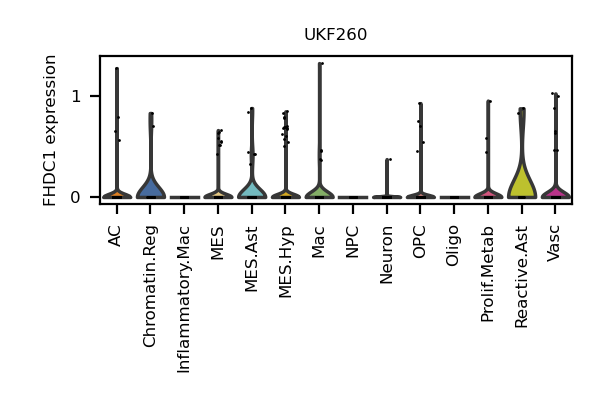 UKF260
FHDC1 expression
1
0
AC
Chromatin.Reg
Inflammatory.Mac
MES
MES.Ast
MES.Hyp
Mac
NPC
Neuron
OPC
Oligo
Prolif.Metab
Reactive.Ast
Vasc